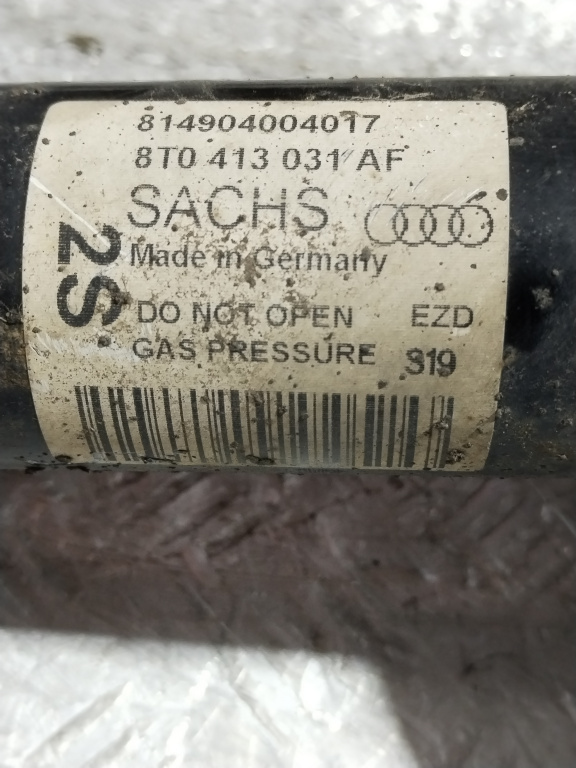 814904004017
8T0 413 031 AF
SACHS
Made in Germany
2S
DO NOT OPEN EZD
GAS PRESSURE 319